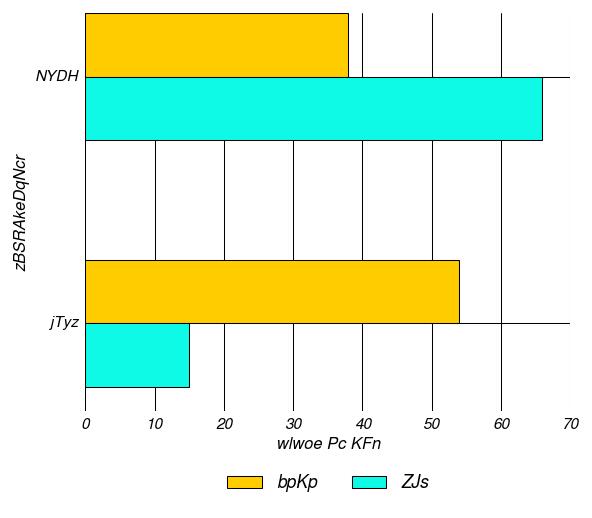 NYDH
zBSRAkeDqNcr
jTyz
0 10 20 30 40 50 60 70
wlwoe Pc KFn
bpKp ZJs